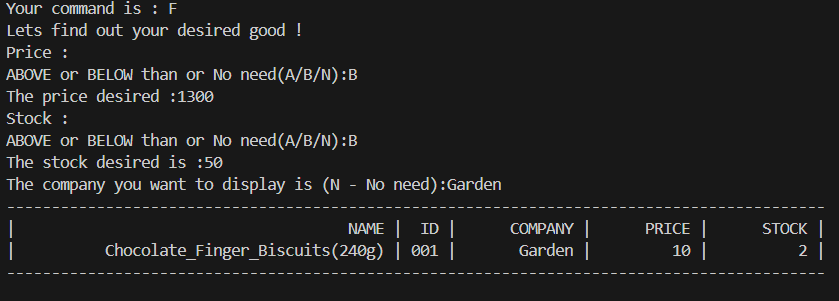 Your command is : F
Lets find out your desired good !
Price :
ABOVE or BELOW than or No need(A/B/N):B
The price desired :1300
Stock :
ABOVE or BELOW than or No need(A/B/N):B
The stock desired is :50
The company you want to display is (N - No need):Garden
-------------------------------------------------------------------------------------------
| NAME | ID | COMPANY | PRICE | STOCK |
| Chocolate_Finger_Biscuits(240g) | 001 | Garden | 10 | 2 |
-------------------------------------------------------------------------------------------